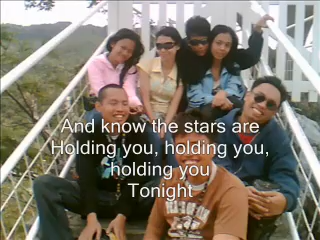 And know the stars are
Holding you, holding you,
holding you
Tonight